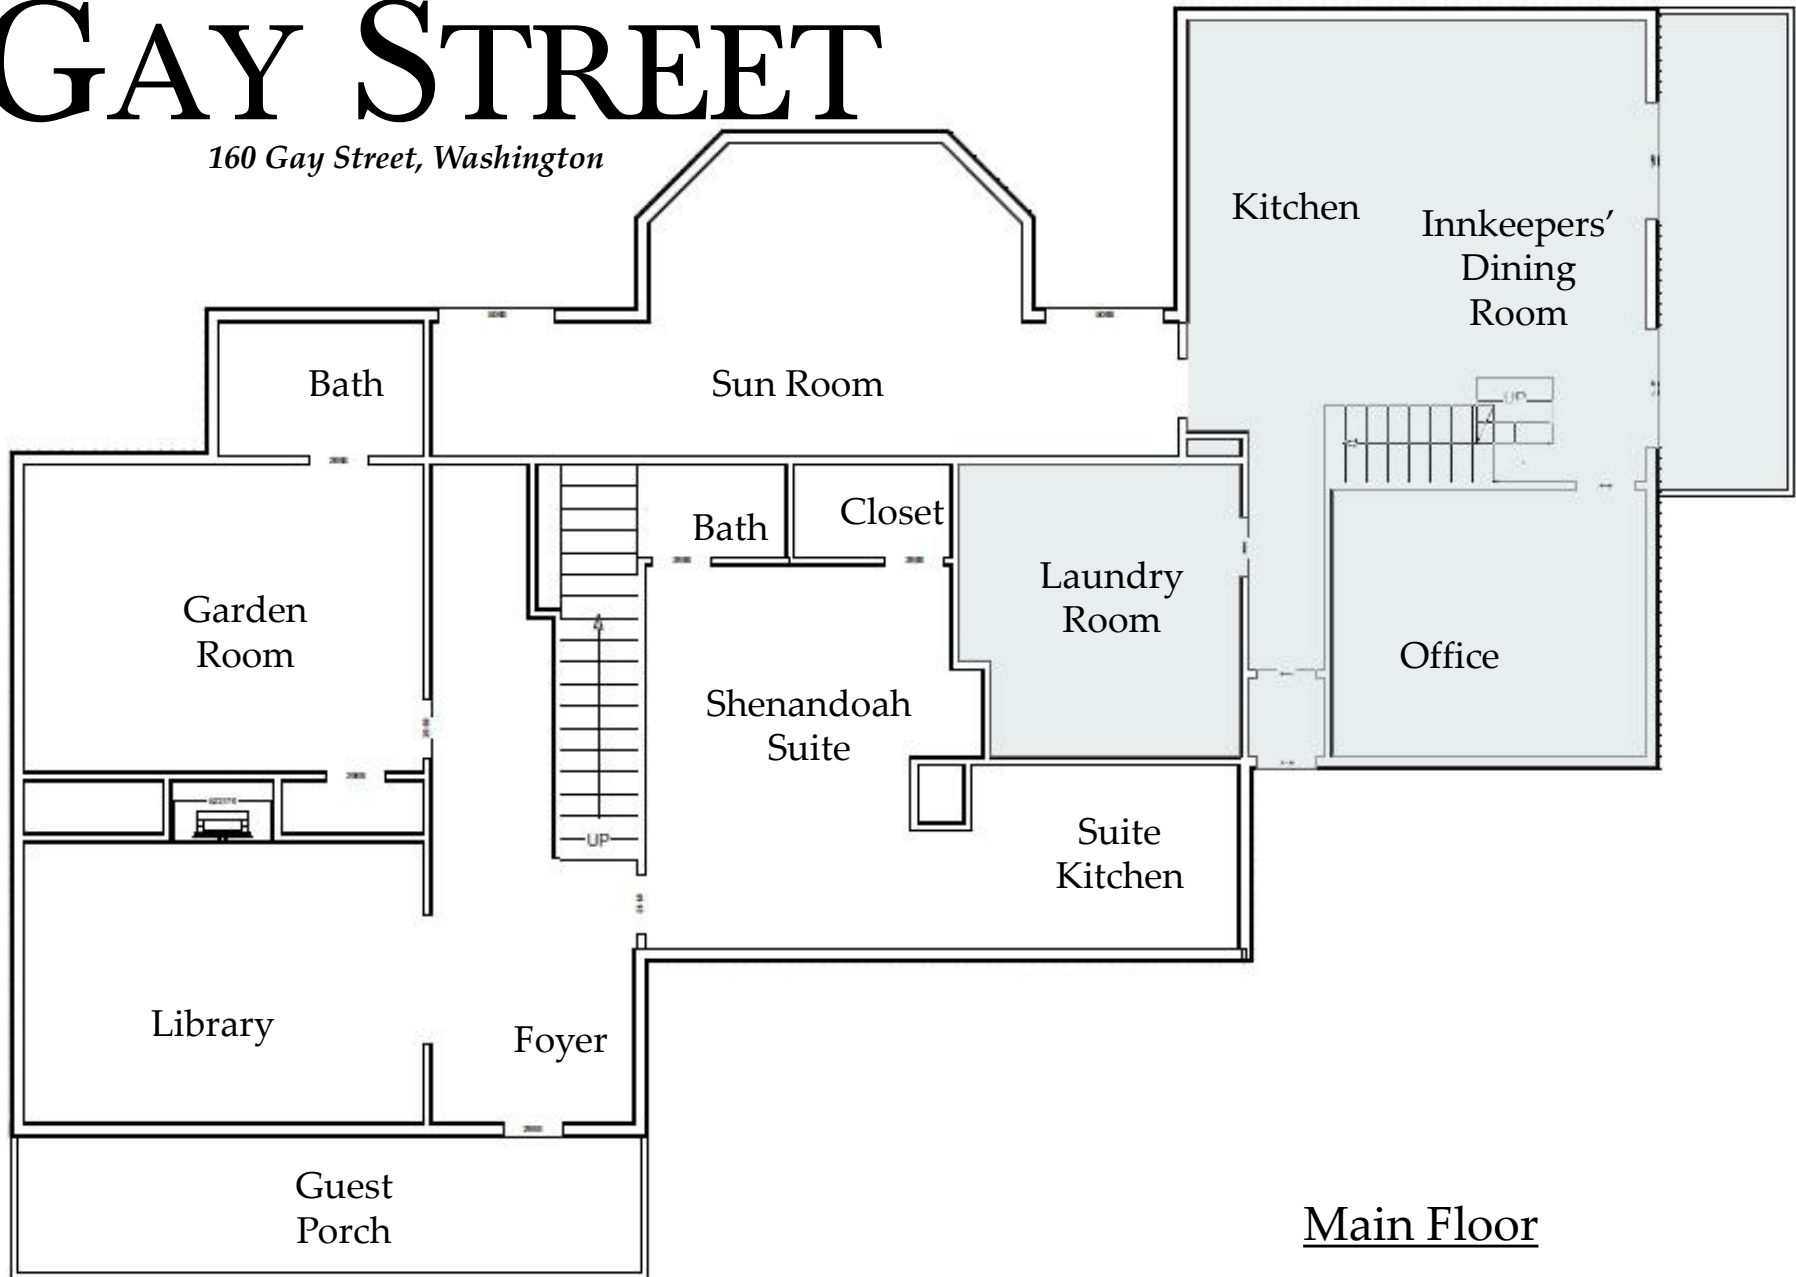 GAY STREET
160 Gay Street, Washington
Kitchen
Innkeepers’
Dining
Room
UP
Bath
Sun Room
Bath
Closet
Laundry
Room
Garden
Room
Office
Shenandoah
Suite
UP
Suite
Kitchen
Library
Foyer
Guest
Porch
Main Floor